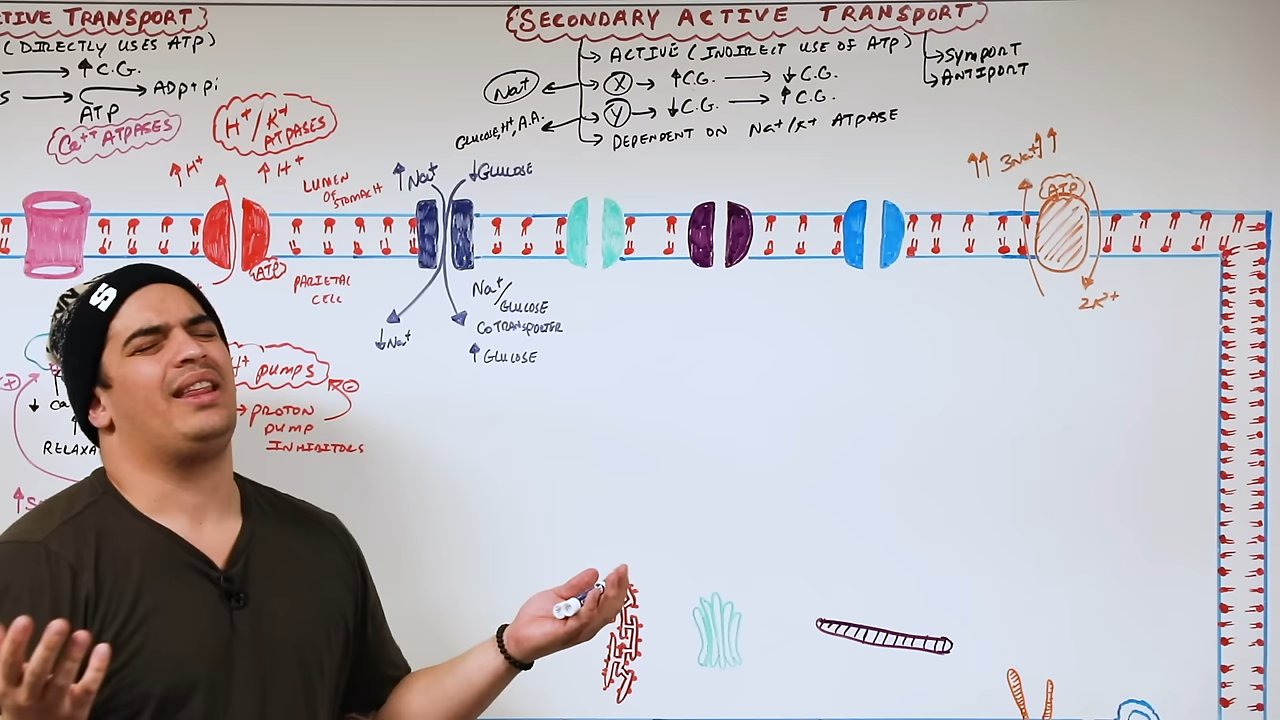 TIVE TRANSPORT}
(DIRECTLY USES ATP)
→ ↑C.G.
S → ADP+Pi
ATP
Ca++ ATPASES
H+/K+
ATPASES
↑H+
↑H+
LUMEN
OF
STOMACH
ATP
PARIETAL
CELL
{SECONDARY ACTIVE TRANSPORT}
→ ACTIVE (INDIRECT USE OF ATP)
Na+ ← X → ↑C.G. → ↓C.G.
GLUCOSE, H+, A.A. ← Y → ↓C.G. → ↑C.G.
→ DEPENDENT ON Na+/K+ ATPASE
→ SYMPORT
→ ANTIPORT
↑Na+
↓GLUCOSE
↓Na+
Na+/
GLUCOSE
COTRANSPORTER
↑GLUCOSE
↑↑ 3Na+ ↑↑
ATP
2K+
+
↓ Ca
RELAXA
↑S
H+ PUMPS
-
→ PROTON
PUMP
INHIBITORS
S